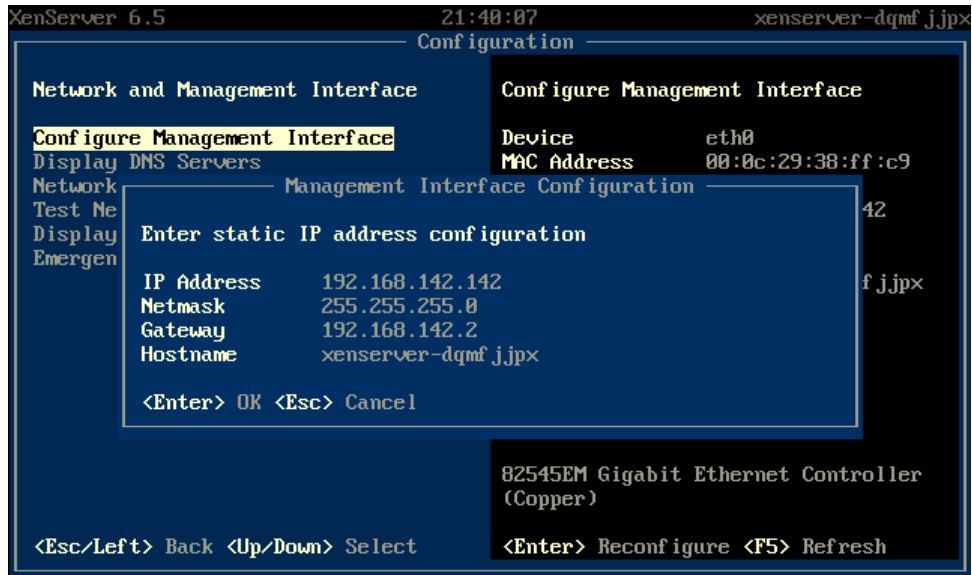 XenServer 6.5 21:40:07 xenserver-dqmfjjpx
Configuration
Network and Management Interface
Configure Management Interface
Display DNS Servers
Network
Test Ne
Display
Emergen
Configure Management Interface
Device eth0
MAC Address 00:0c:29:38:ff:c9
42
fjjpx
Management Interface Configuration
Enter static IP address configuration
IP Address 192.168.142.142
Netmask 255.255.255.0
Gateway 192.168.142.2
Hostname xenserver-dqmfjjpx
<Enter> OK <Esc> Cancel
82545EM Gigabit Ethernet Controller
(Copper)
<Esc/Left> Back <Up/Down> Select
<Enter> Reconfigure <F5> Refresh